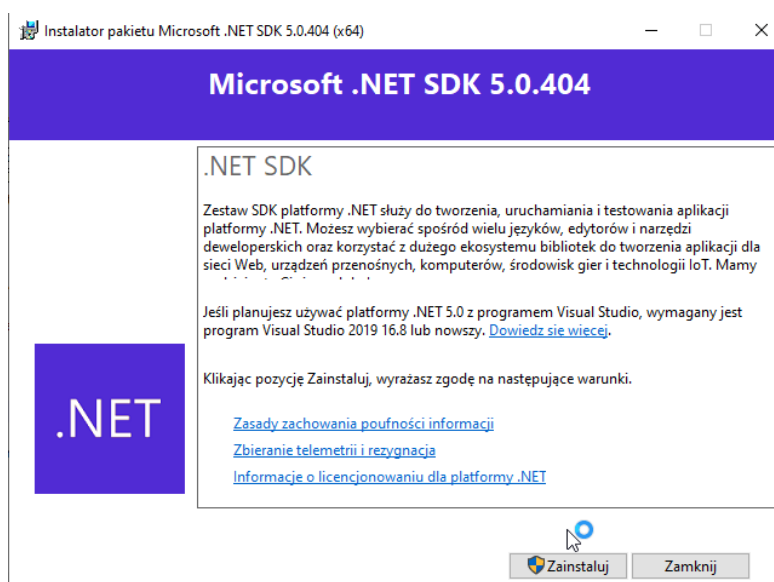 Instalator pakietu Microsoft .NET SDK 5.0.404 (x64)
Microsoft .NET SDK 5.0.404
.NET SDK
Zestaw SDK platformy .NET służy do tworzenia, uruchamiania i testowania aplikacji
platformy .NET. Możesz wybierać spośród wielu języków, edytorów i narzędzi
deweloperskich oraz korzystać z dużego ekosystemu bibliotek do tworzenia aplikacji dla
sieci Web, urządzeń przenośnych, komputerów, środowisk gier i technologii IoT. Mamy
Jeśli planujesz używać platformy .NET 5.0 z programem Visual Studio, wymagany jest
program Visual Studio 2019 16.8 lub nowszy. Dowiedz się więcej.
Klikając pozycję Zainstaluj, wyrażasz zgodę na następujące warunki.
.NET
Zasady zachowania poufności informacji
Zbieranie telemetrii i rezygnacja
Informacje o licencjonowaniu dla platformy .NET
Zainstaluj
Zamknij